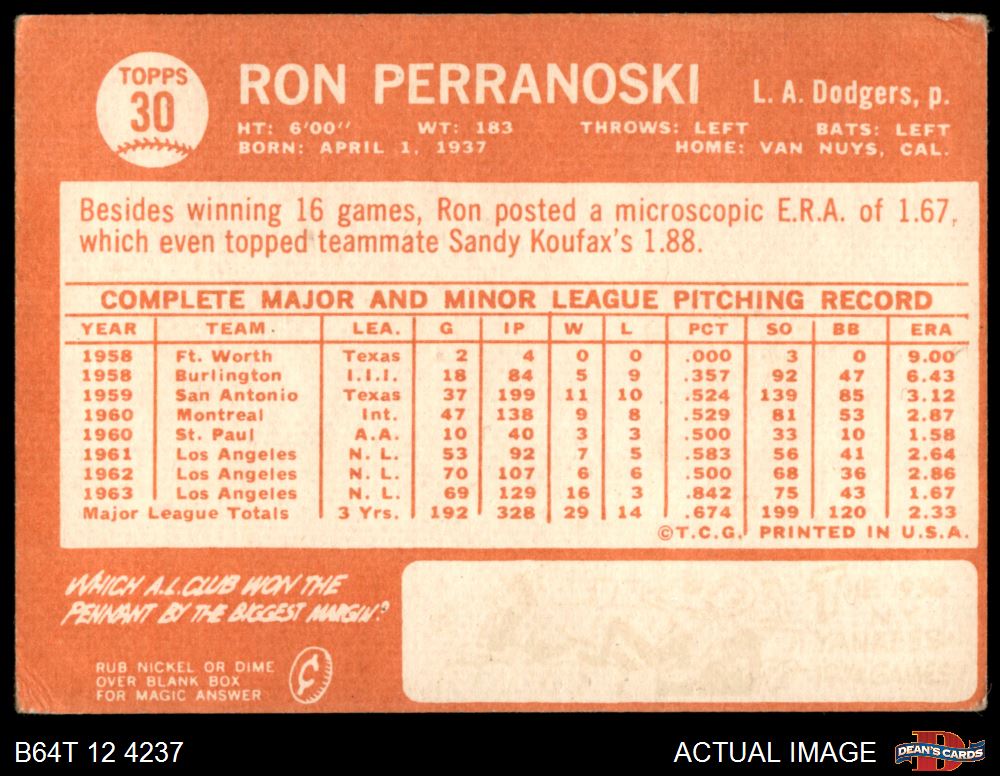 TOPPS
30
RON PERRANOSKI
L. A. Dodgers, p.
HT: 6'00" WT: 183 THROWS: LEFT BATS: LEFT
BORN: APRIL 1, 1937 HOME: VAN NUYS, CAL.
Besides winning 16 games, Ron posted a microscopic E.R.A. of 1.67,
which even topped teammate Sandy Koufax's 1.88.
COMPLETE MAJOR AND MINOR LEAGUE PITCHING RECORD
YEAR TEAM LEA. G IP W L PCT SO BB ERA
1958 Ft. Worth Texas 2 4 0 0 .000 3 0 9.00
1958 Burlington I.I.I. 18 84 5 9 .357 92 47 6.43
1959 San Antonio Texas 37 199 11 10 .524 139 85 3.12
1960 Montreal Int. 47 138 9 8 .529 81 53 2.87
1960 St. Paul A.A. 10 40 3 3 .500 33 10 1.58
1961 Los Angeles N. L. 53 92 7 5 .583 56 41 2.64
1962 Los Angeles N. L. 70 107 6 6 .500 68 36 2.86
1963 Los Angeles N. L. 69 129 16 3 .842 75 43 1.67
Major League Totals 3 Yrs. 192 328 29 14 .674 199 120 2.33
©T.C.G. PRINTED IN U.S.A.
WHICH A.L. CLUB WON THE
PENNANT BY THE BIGGEST MARGIN?
RUB NICKEL OR DIME
OVER BLANK BOX
FOR MAGIC ANSWER
B64T 12 4237
ACTUAL IMAGE
D
DEAN'S CARDS